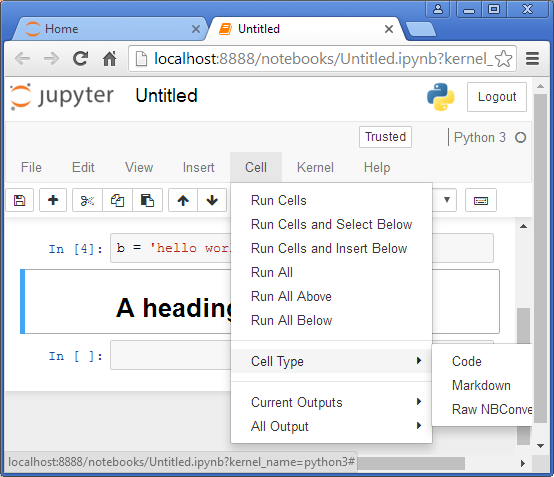 Home
Untitled
localhost:8888/notebooks/Untitled.ipynb?kernel_
jupyter Untitled
Logout
Trusted
Python 3
File Edit View Insert Cell Kernel Help
Run Cells
Run Cells and Select Below
Run Cells and Insert Below
Run All
Run All Above
Run All Below
Cell Type
Current Outputs
All Output
Code
Markdown
Raw NBConve
In [4]: b = 'hello wor
A heading
In [ ]:
localhost:8888/notebooks/Untitled.ipynb?kernel_name=python3#